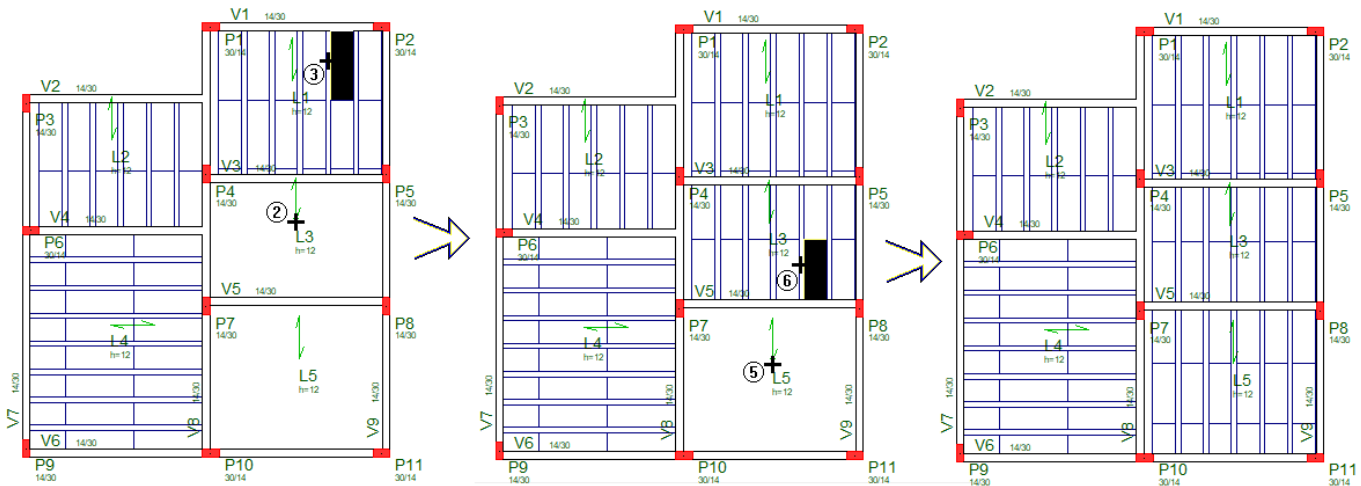 V1 14/30
P1
30/14
P2
30/14
3
L1
h=12
V2 14/30
P3
14/30
L2
h=12
V3 14/30
P4
14/30
P5
14/30
2
L3
h=12
V4 14/30
P6
30/14
V5 14/30
P7
14/30
P8
14/30
L4
h=12
L5
h=12
V7 14/30
V8 14/30
V9 14/30
V6 14/30
P9
14/30
P10
30/14
P11
30/14
V1 14/30
P1
30/14
P2
30/14
L1
h=12
V2 14/30
P3
14/30
L2
h=12
V3 14/30
P4
14/30
P5
14/30
L3
h=12
V4 14/30
P6
30/14
6
V5 14/30
P7
14/30
P8
14/30
L4
h=12
5
L5
h=12
V7 14/30
V8 14/30
V9 14/30
V6 14/30
P9
14/30
P10
30/14
P11
30/14
V1 14/30
P1
30/14
P2
30/14
L1
h=12
V2 14/30
P3
14/30
L2
h=12
V3 14/30
P4
14/30
P5
14/30
L3
h=12
V4 14/30
P6
30/14
V5 14/30
P7
14/30
P8
14/30
L4
h=12
L5
h=12
V7 14/30
V8 14/30
V9 14/30
V6 14/30
P9
14/30
P10
30/14
P11
30/14